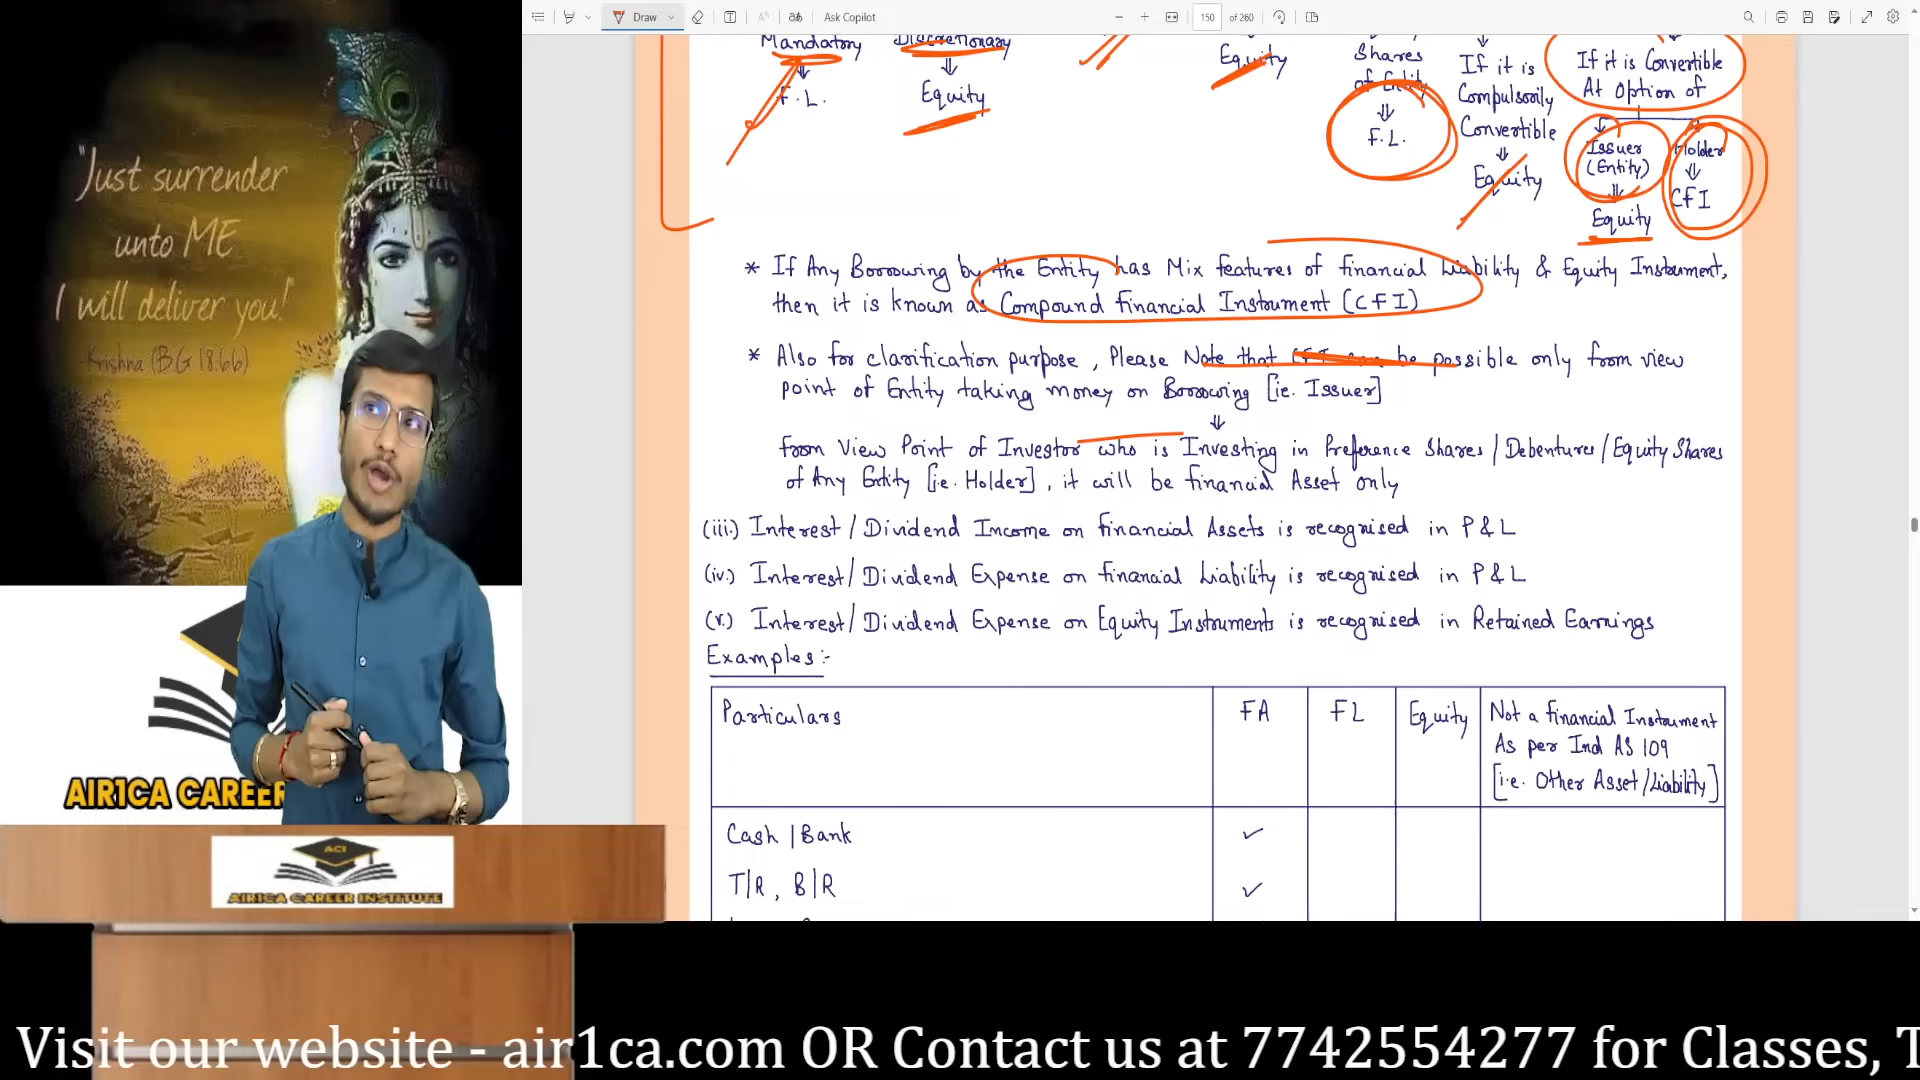 Draw
Ask Copilot
150 of 260
"Just surrender
unto ME
I will deliver you!"
-Krishna (BG 18:66)
AIR1CA CAREER
ACI
AIR1CA CAREER INSTITUTE
Mandatory
F.L.
Discretionary
Equity
Equity
Shares
of Entity
F.L.
If it is
Compulsorily
Convertible
Equity
If it is Convertible
At Option of
Issuer
(Entity)
Equity
Holder
CFI
* If Any Borrowing by the Entity has Mix features of financial Liability & Equity Instrument,
then it is known as Compound financial Instrument (CFI)
* Also for clarification purpose, Please Note that CFI can be possible only from view
point of Entity taking money on Borrowing [ie. Issuer]
from View Point of Investor who is Investing in Preference Shares/Debentures/Equity Shares
of Any Entity [i.e. Holder], it will be financial Asset only
(iii.) Interest/Dividend Income on financial Assets is recognised in P & L
(iv.) Interest/Dividend Expense on financial Liability is recognised in P & L
(v.) Interest/Dividend Expense on Equity Instruments is recognised in Retained Earnings
Examples:-
Particulars
FA
FL
Equity
Not a financial Instrument
As per Ind AS 109
[i.e. Other Asset/Liability]
Cash/Bank
T/R, B/R
Visit our website - air1ca.com OR Contact us at 7742554277 for Classes, T